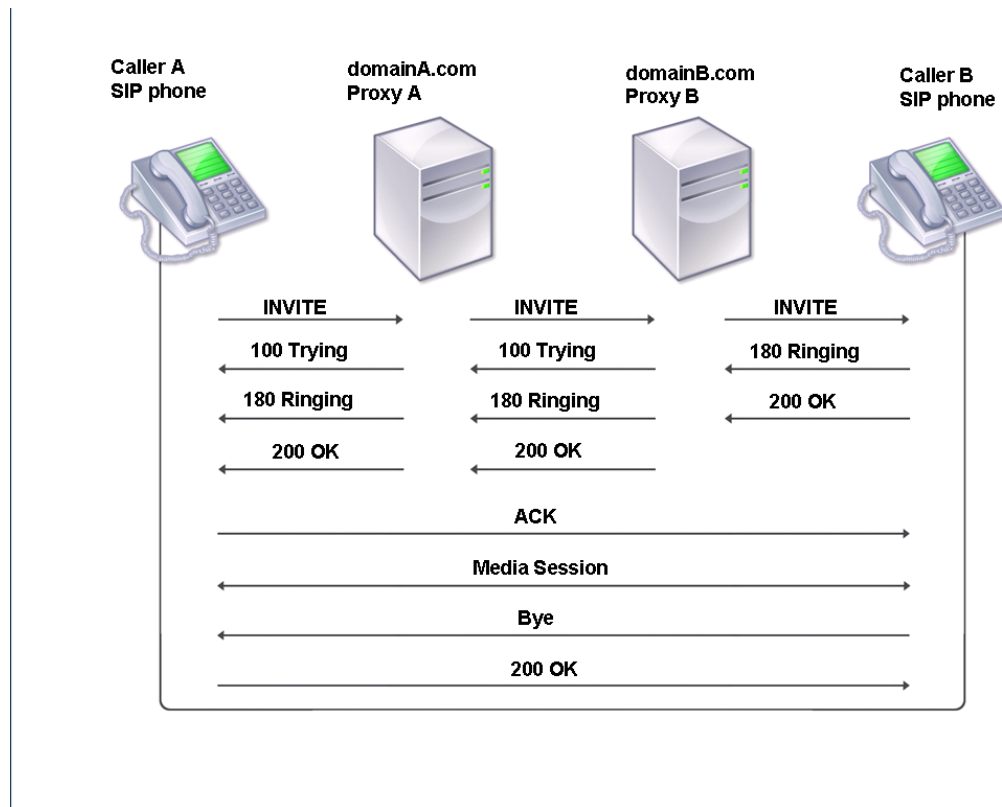 Caller A
SIP phone
domainA.com
Proxy A
domainB.com
Proxy B
Caller B
SIP phone
INVITE
INVITE
INVITE
100 Trying
100 Trying
180 Ringing
180 Ringing
180 Ringing
200 OK
200 OK
200 OK
ACK
Media Session
Bye
200 OK